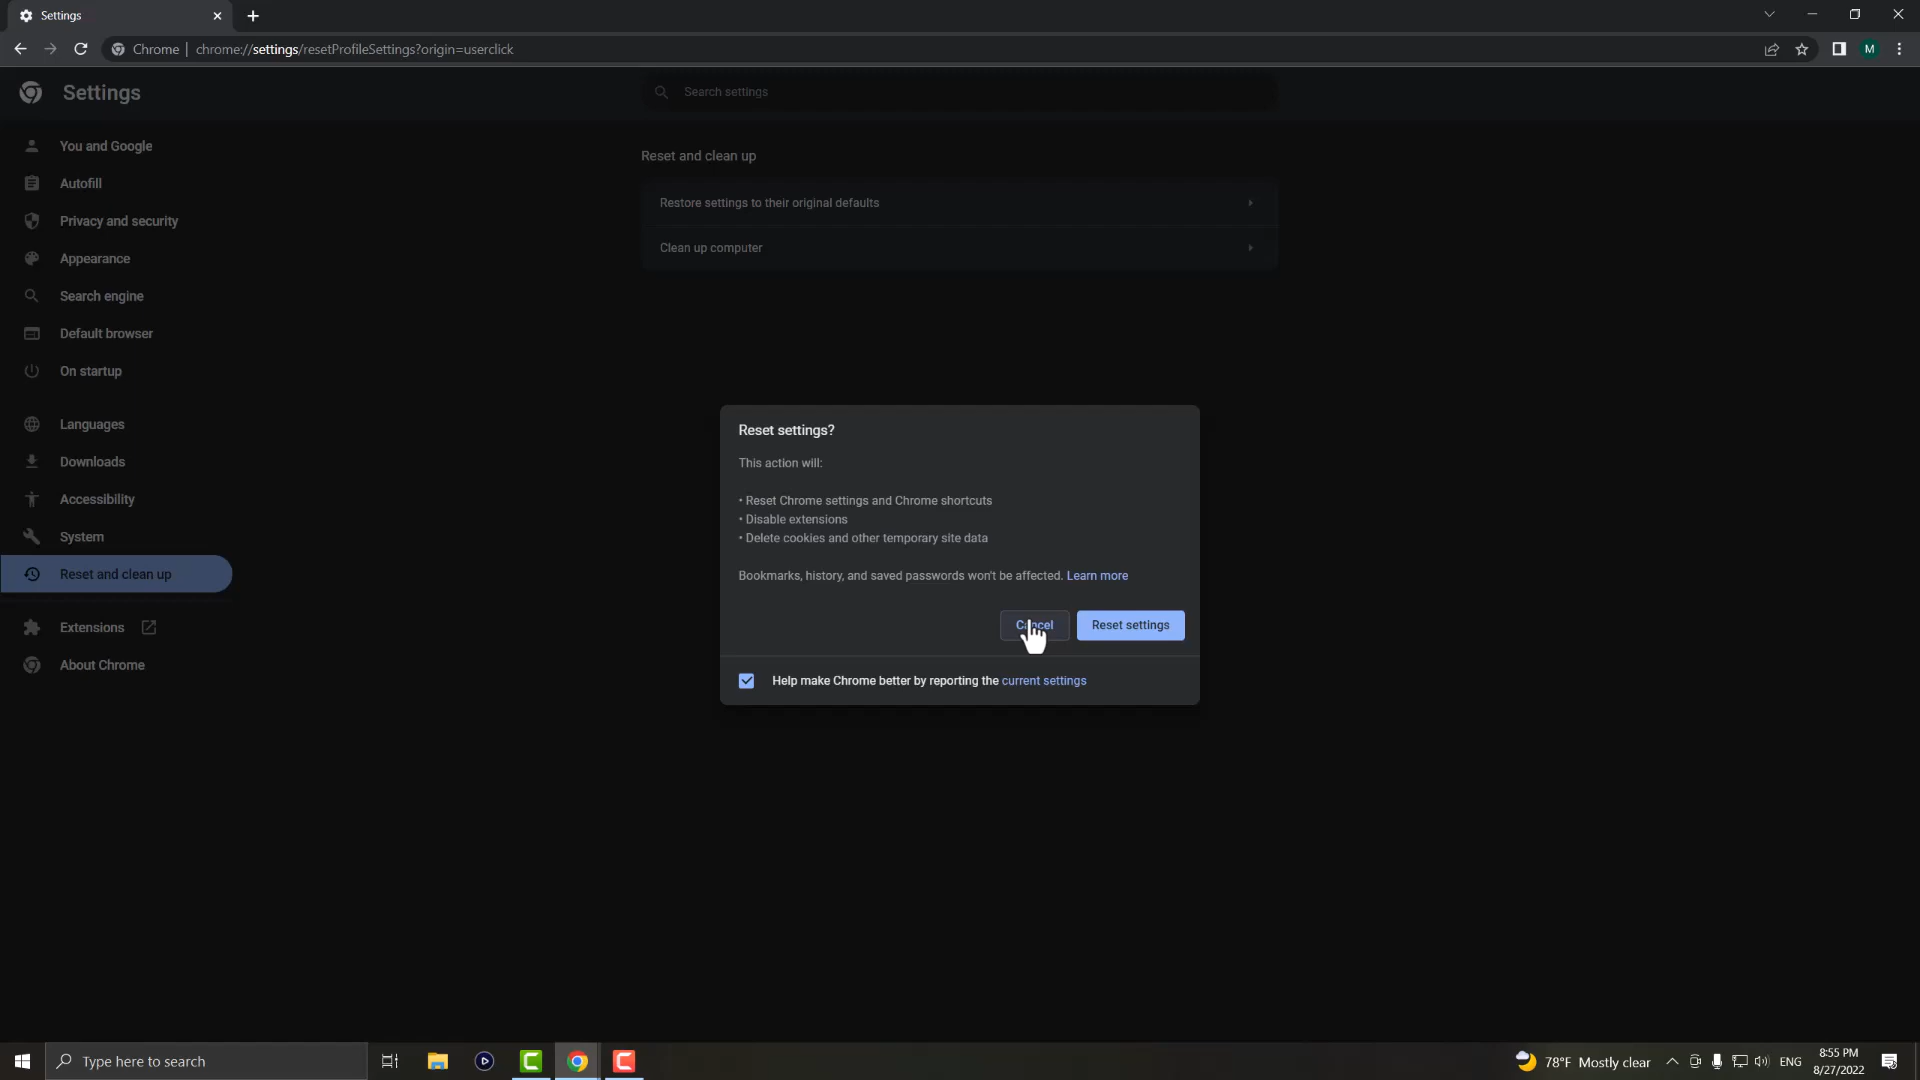 Settings
Chrome | chrome://settings/resetProfileSettings?origin=userclick
M
Settings
Search settings
You and Google
Autofill
Privacy and security
Appearance
Search engine
Default browser
On startup
Languages
Downloads
Accessibility
System
Reset and clean up
Extensions
About Chrome
Reset and clean up
Restore settings to their original defaults
Clean up computer
Reset settings?
This action will:
• Reset Chrome settings and Chrome shortcuts
• Disable extensions
• Delete cookies and other temporary site data
Bookmarks, history, and saved passwords won't be affected. Learn more
Cancel
Reset settings
Help make Chrome better by reporting the current settings
Type here to search
78°F Mostly clear
ENG
8:55 PM
8/27/2022